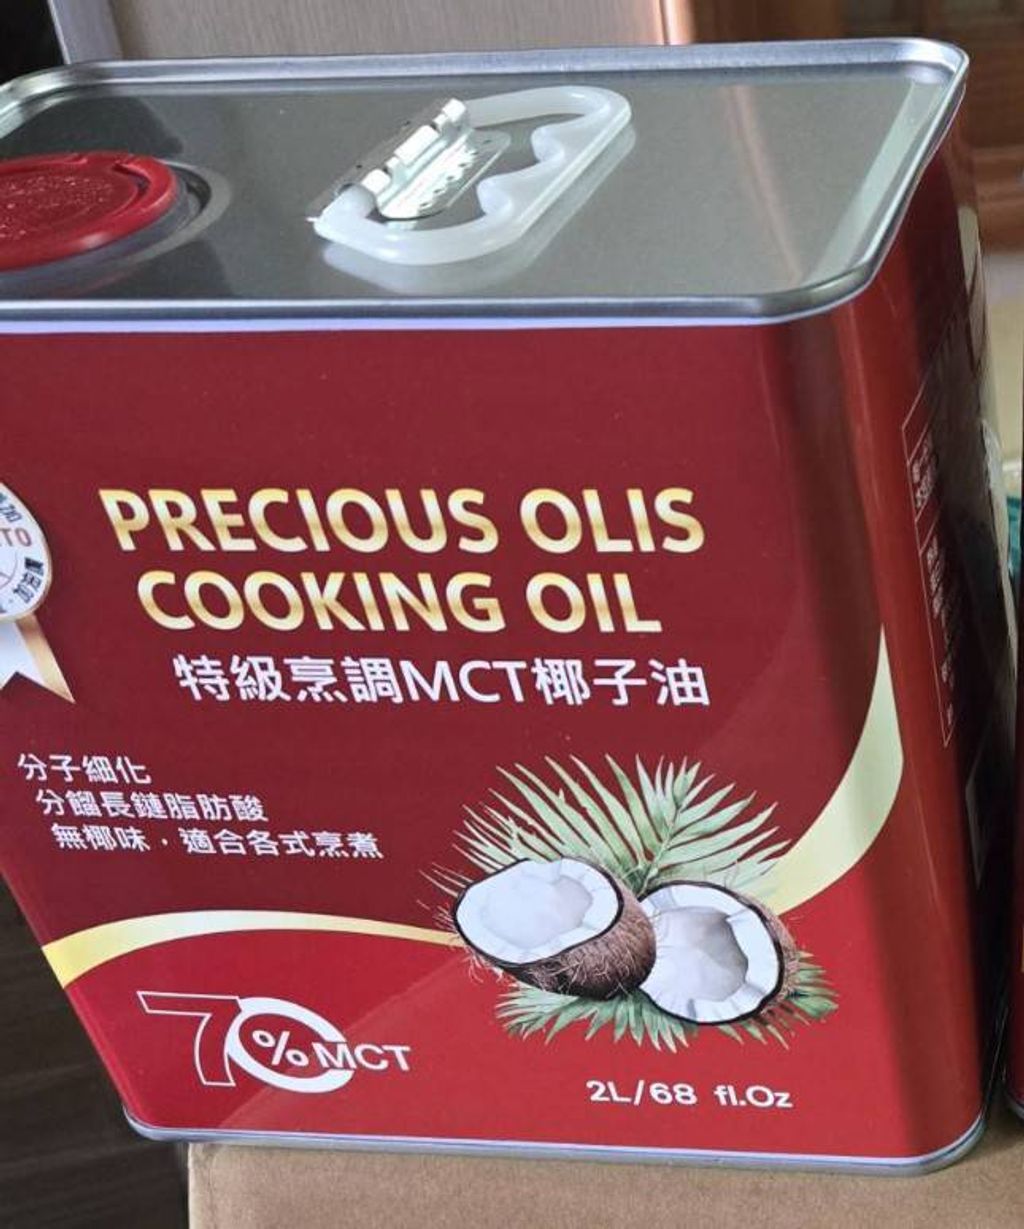 PRECIOUS OLIS
COOKING OIL
特級烹調MCT椰子油
分子細化
分餾長鏈脂肪酸
無椰味，適合各式烹煮
70%MCT
2L/68 fl.Oz